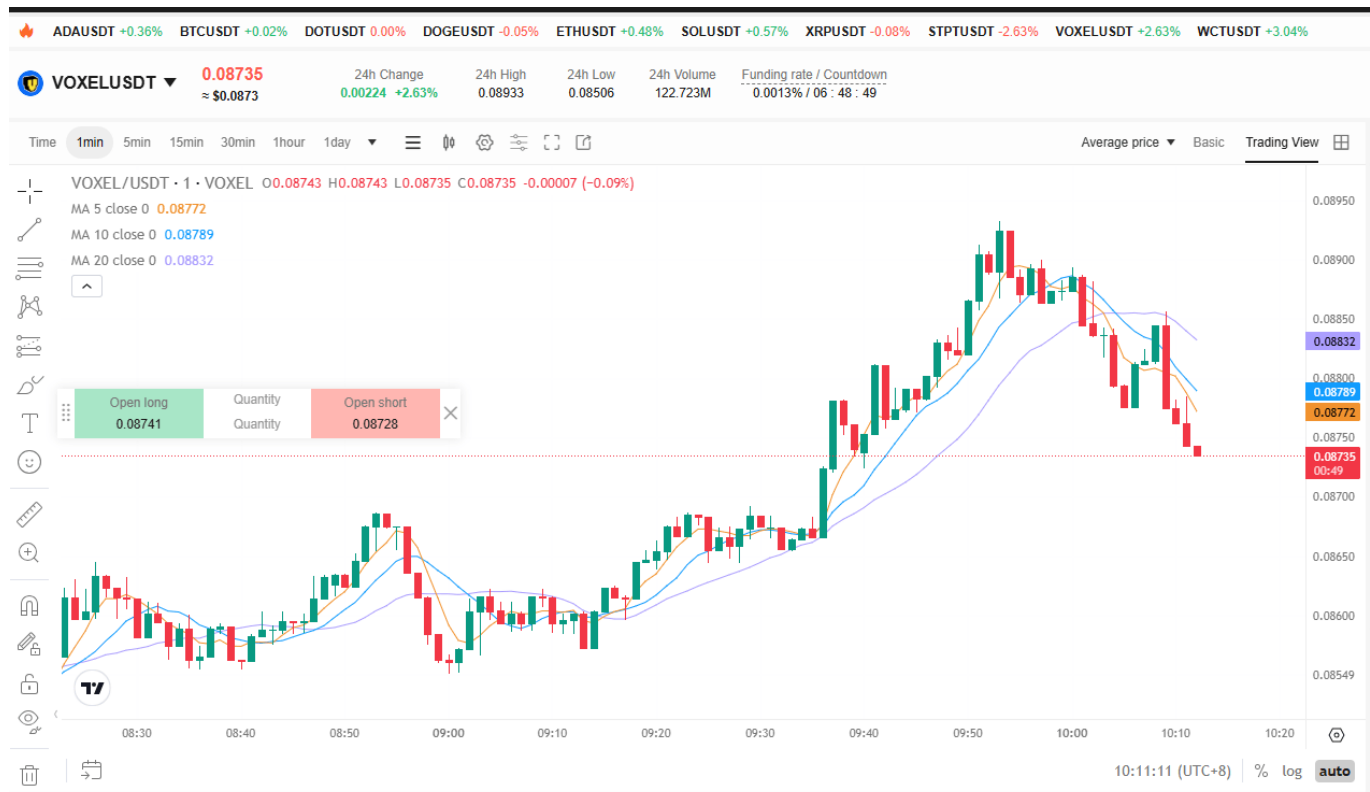 ADAUSDT +0.36% BTCUSDT +0.02% DOTUSDT 0.00% DOGEUSDT -0.05% ETHUSDT +0.48% SOLUSDT +0.57% XRPUSDT -0.08% STPTUSDT -2.63% VOXELUSDT +2.63% WCTUSDT +3.04%
VOXELUSDT
0.08735
≈ $0.0873
24h Change
0.00224 +2.63%
24h High
0.08933
24h Low
0.08506
24h Volume
122.723M
Funding rate / Countdown
0.0013% / 06 : 48 : 49
Time 1min 5min 15min 30min 1hour 1day Average price Basic Trading View
VOXEL/USDT · 1 · VOXEL O0.08743 H0.08743 L0.08735 C0.08735 -0.00007 (−0.09%)
MA 5 close 0 0.08772
MA 10 close 0 0.08789
MA 20 close 0 0.08832
Open long
0.08741
Quantity
Quantity
Open short
0.08728
0.08950
0.08900
0.08850
0.08832
0.08800
0.08789
0.08772
0.08750
0.08735
00:49
0.08700
0.08650
0.08600
0.08549
08:30 08:40 08:50 09:00 09:10 09:20 09:30 09:40 09:50 10:00 10:10 10:20
10:11:11 (UTC+8) % log auto